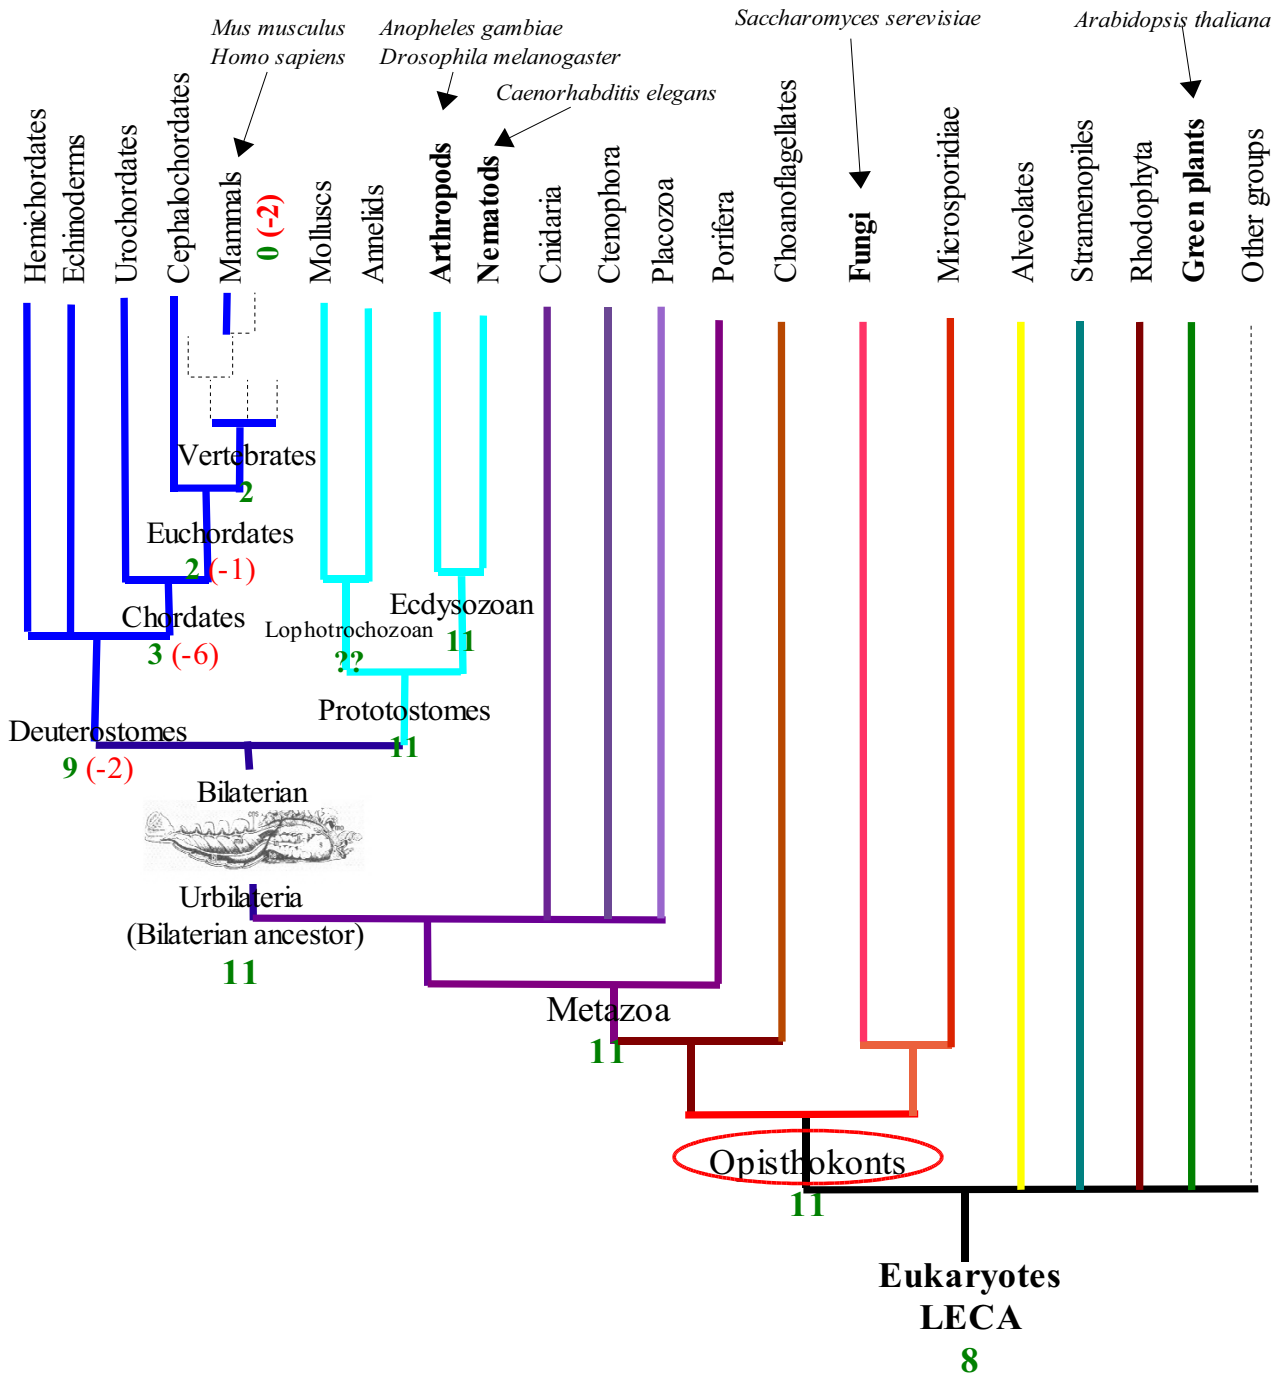 Mus musculus
Homo sapiens
Anopheles gambiae
Drosophila melanogaster
Caenorhabditis elegans
Saccharomyces serevisiae
Arabidopsis thaliana
Hemichordates
Echinoderms
Urochordates
Cephalochordates
Mammals
0 (-2)
Molluscs
Annelids
Arthropods
Nematods
Cnidaria
Ctenophora
Placozoa
Porifera
Choanoflagellates
Fungi
Microsporidiae
Alveolates
Stramenopiles
Rhodophyta
Green plants
Other groups
Vertebrates
2
Euchordates
2 (-1)
Chordates
3 (-6)
Lophotrochozoan
??
Ecdysozoan
11
Prototostomes
11
Deuterostomes
9 (-2)
Bilaterian
Urbilateria
(Bilaterian ancestor)
11
Metazoa
11
Opisthokonts
11
Eukaryotes
LECA
8